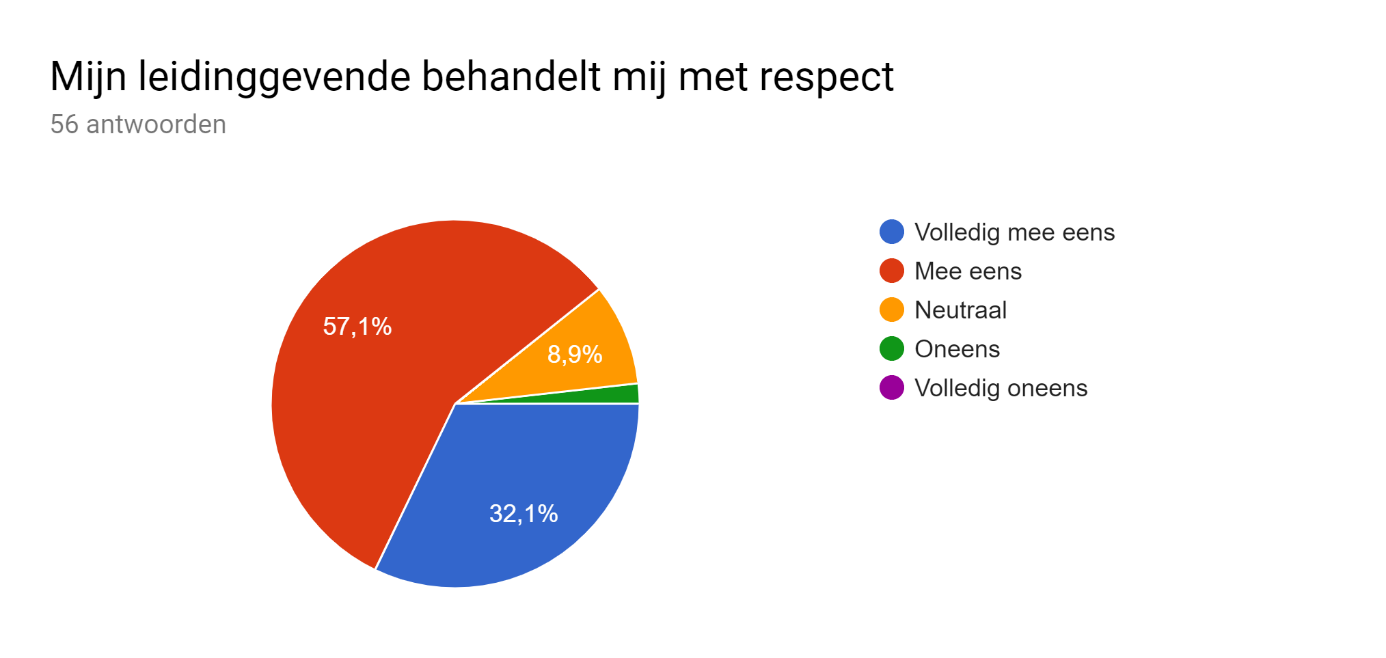 Mijn leidinggevende behandelt mij met respect
56 antwoorden
Volledig mee eens
Mee eens
Neutraal
Oneens
Volledig oneens
57,1%
8,9%
32,1%